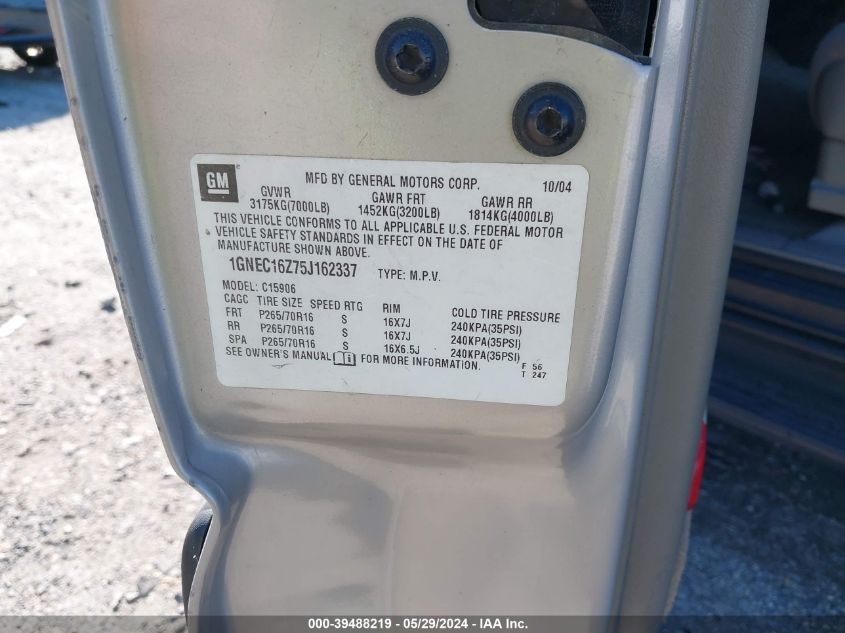 GM
MFD BY GENERAL MOTORS CORP. 10/04
GVWR GAWR FRT GAWR RR
3175KG(7000LB) 1452KG(3200LB) 1814KG(4000LB)
THIS VEHICLE CONFORMS TO ALL APPLICABLE U.S. FEDERAL MOTOR
VEHICLE SAFETY STANDARDS IN EFFECT ON THE DATE OF
MANUFACTURE SHOWN ABOVE.
1GNEC16Z75J162337 TYPE: M.P.V.
MODEL: C15906
CAGC TIRE SIZE SPEED RTG RIM COLD TIRE PRESSURE
FRT P265/70R16 S 16X7J 240KPA(35PSI)
RR P265/70R16 S 16X7J 240KPA(35PSI)
SPA P265/70R16 S 16X6.5J 240KPA(35PSI)
SEE OWNER'S MANUAL FOR MORE INFORMATION.
F 56
T 247
000-39488219 - 05/29/2024 - IAA Inc.